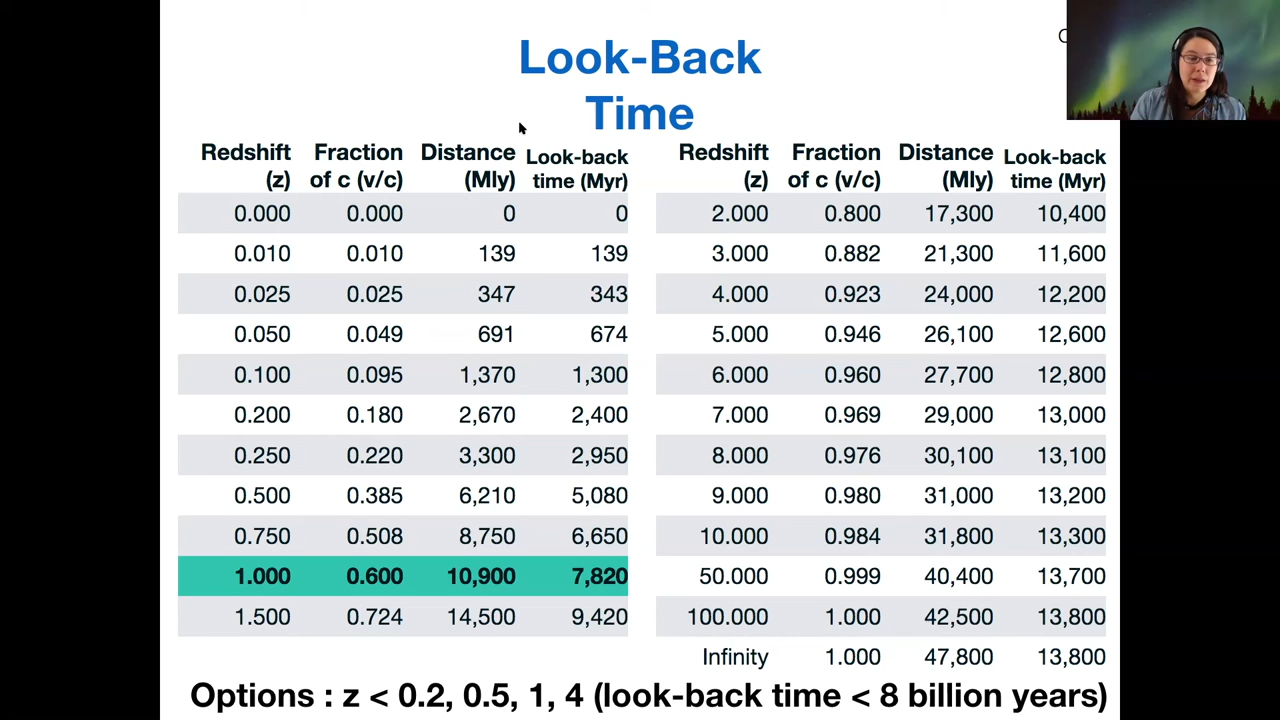 Look-Back
Time
Redshift Fraction Distance Look-back
(z) of c (v/c) (Mly) time (Myr)
0.000 0.000 0 0
0.010 0.010 139 139
0.025 0.025 347 343
0.050 0.049 691 674
0.100 0.095 1,370 1,300
0.200 0.180 2,670 2,400
0.250 0.220 3,300 2,950
0.500 0.385 6,210 5,080
0.750 0.508 8,750 6,650
1.000 0.600 10,900 7,820
1.500 0.724 14,500 9,420
Redshift Fraction Distance Look-back
(z) of c (v/c) (Mly) time (Myr)
2.000 0.800 17,300 10,400
3.000 0.882 21,300 11,600
4.000 0.923 24,000 12,200
5.000 0.946 26,100 12,600
6.000 0.960 27,700 12,800
7.000 0.969 29,000 13,000
8.000 0.976 30,100 13,100
9.000 0.980 31,000 13,200
10.000 0.984 31,800 13,300
50.000 0.999 40,400 13,700
100.000 1.000 42,500 13,800
Infinity 1.000 47,800 13,800
Options : z < 0.2, 0.5, 1, 4 (look-back time < 8 billion years)